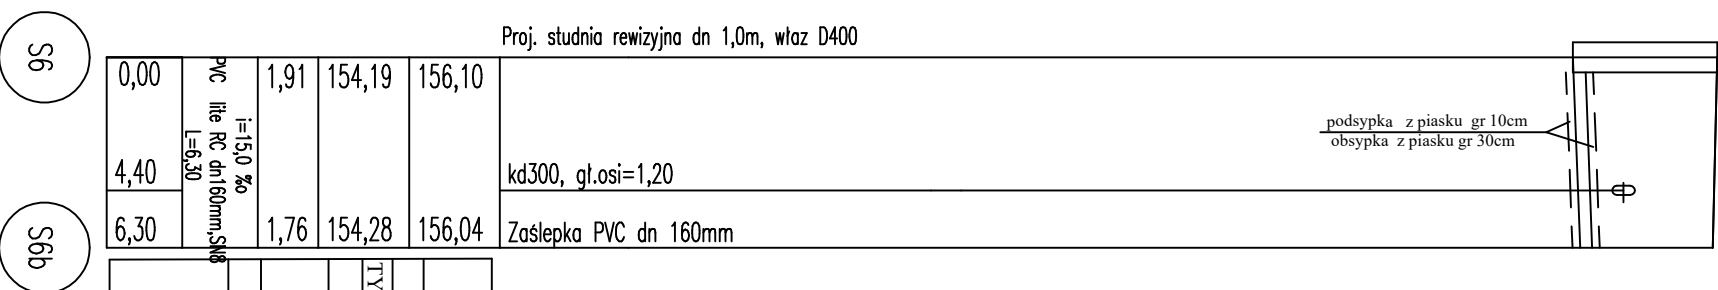 Proj. studnia rewizyjna dn 1,0m, właz D400
S6
0,00
PVC lite RC dn160mm,SN8
i=15,0 ‰
L=6,30
1,91
154,19
156,10
podsypka z piasku gr 10cm
obsypka z piasku gr 30cm
4,40
kd300, gł.osi=1,20
S6b
6,30
1,76
154,28
156,04
Zaślepka PVC dn 160mm
TY